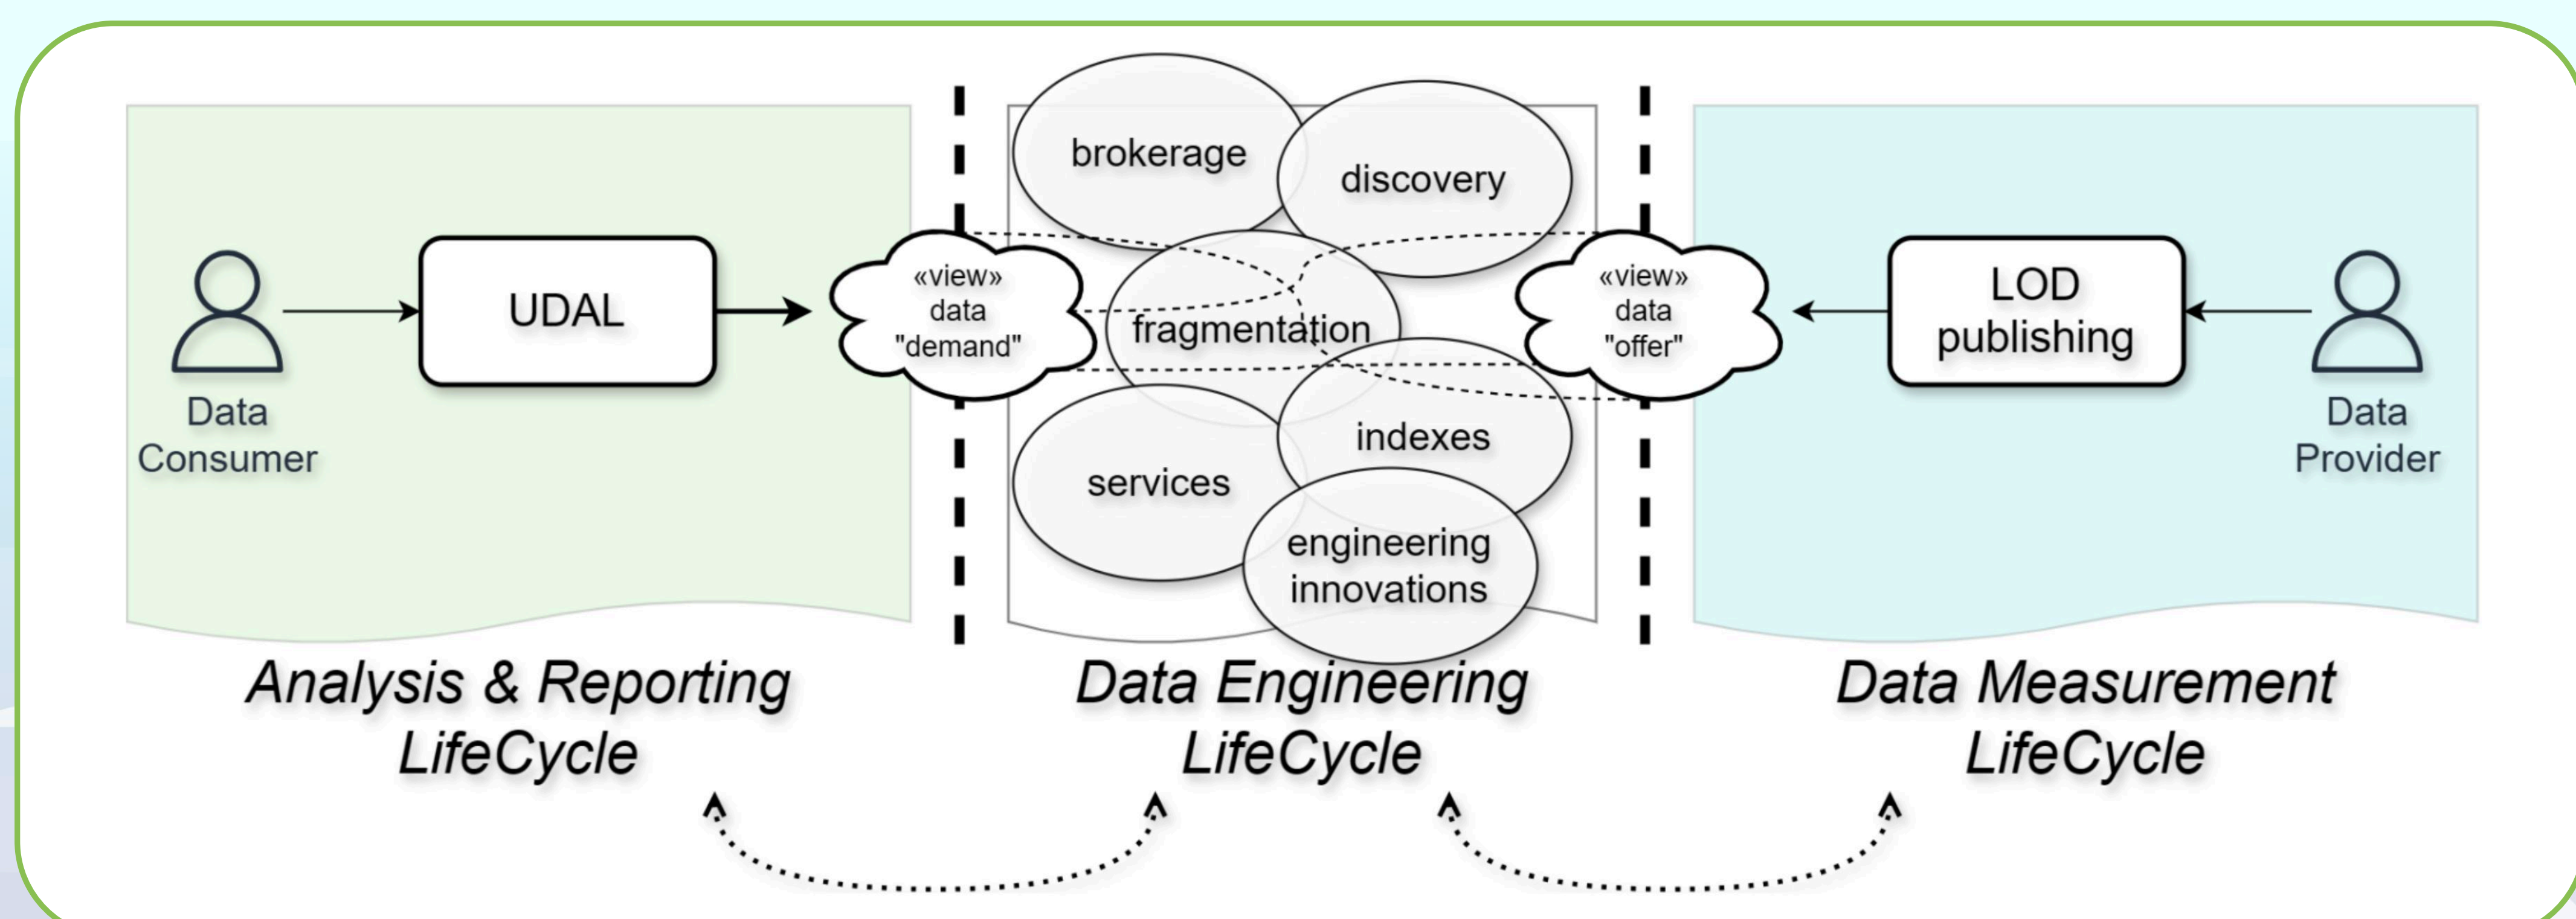 brokerage
discovery
«view»
data
"demand"
UDAL
fragmentation
«view»
data
"offer"
LOD
publishing
Data
Consumer
services
indexes
engineering
innovations
Data
Provider
Analysis & Reporting
LifeCycle
Data Engineering
LifeCycle
Data Measurement
LifeCycle